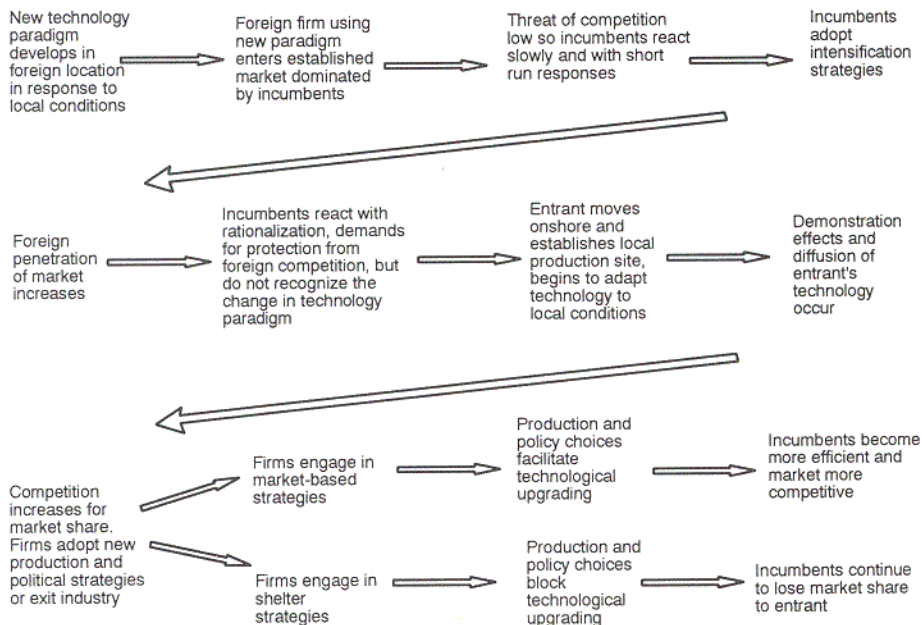 New technology
paradigm
develops in
foreign location
in response to
local conditions
Foreign firm using
new paradigm
enters established
market dominated
by incumbents
Threat of competition
low so incumbents react
slowly and with short
run responses
Incumbents
adopt
intensification
strategies
Foreign
penetration
of market
increases
Incumbents react with
rationalization, demands
for protection from
foreign competition, but
do not recognize the
change in technology
paradigm
Entrant moves
onshore and
establishes local
production site,
begins to adapt
technology to
local conditions
Demonstration
effects and
diffusion of
entrant's
technology
occur
Competition
increases for
market share.
Firms adopt new
production and
political strategies
or exit industry
Firms engage in
market-based
strategies
Production and
policy choices
facilitate
technological
upgrading
Incumbents become
more efficient and
market more
competitive
Firms engage in
shelter
strategies
Production and
policy choices
block
technological
upgrading
Incumbents continue
to lose market share
to entrant